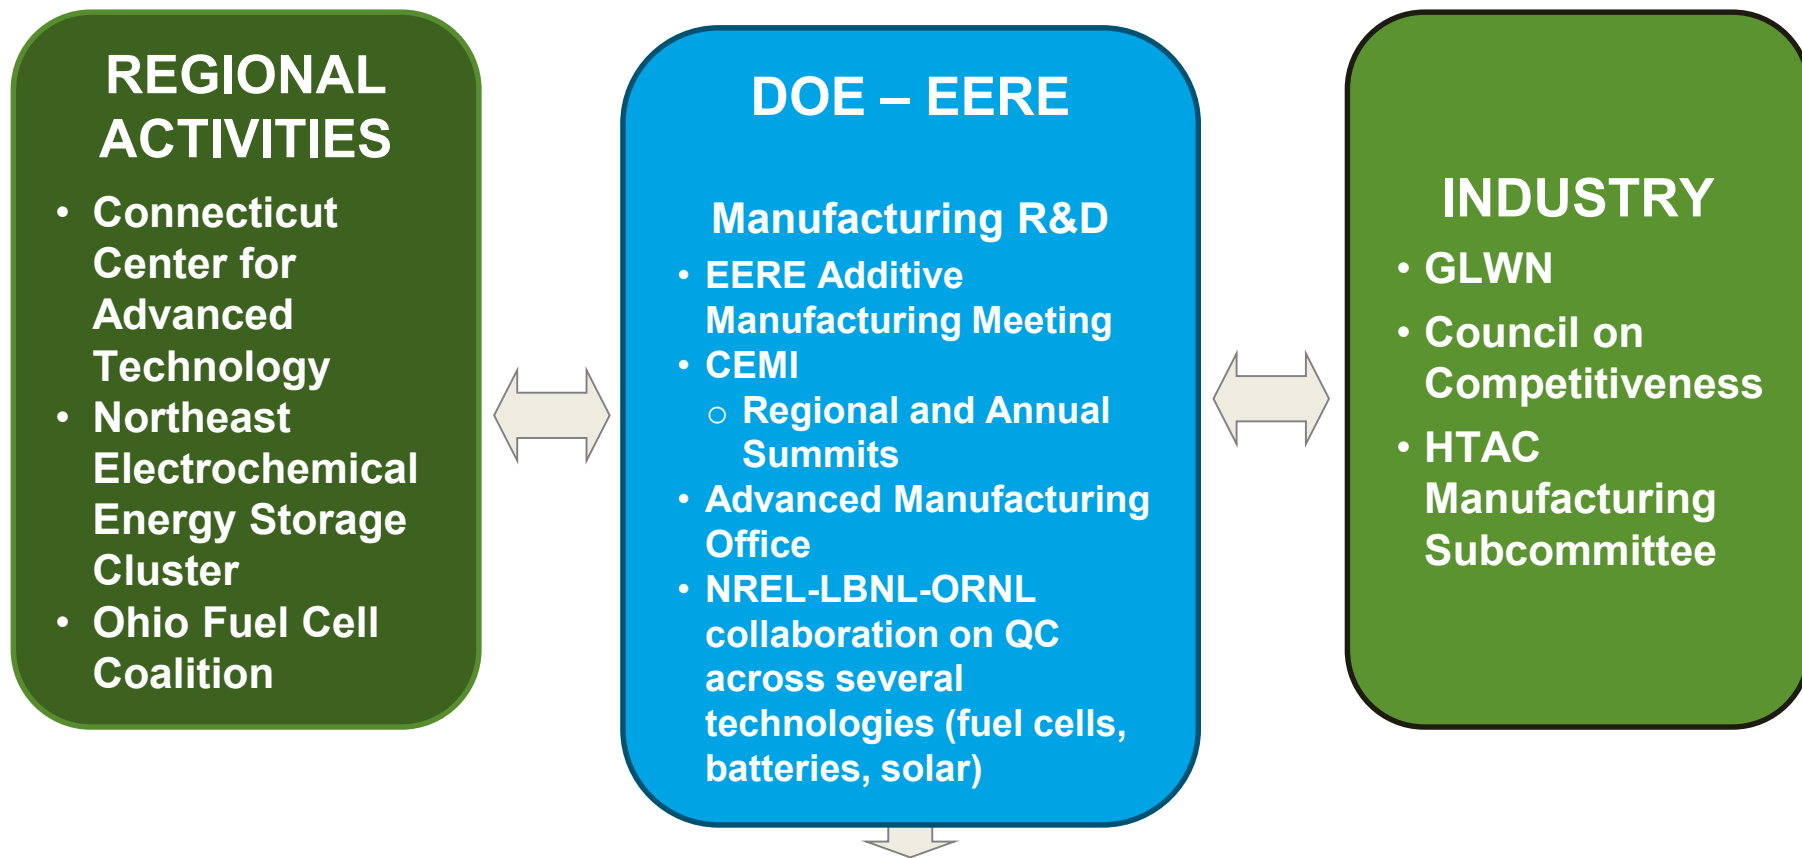 REGIONAL
ACTIVITIES
• Connecticut
Center for
Advanced
Technology
• Northeast
Electrochemical
Energy Storage
Cluster
• Ohio Fuel Cell
Coalition
DOE – EERE
Manufacturing R&D
• EERE Additive
Manufacturing Meeting
• CEMI
o Regional and Annual
Summits
• Advanced Manufacturing
Office
• NREL-LBNL-ORNL
collaboration on QC
across several
technologies (fuel cells,
batteries, solar)
INDUSTRY
• GLWN
• Council on
Competitiveness
• HTAC
Manufacturing
Subcommittee